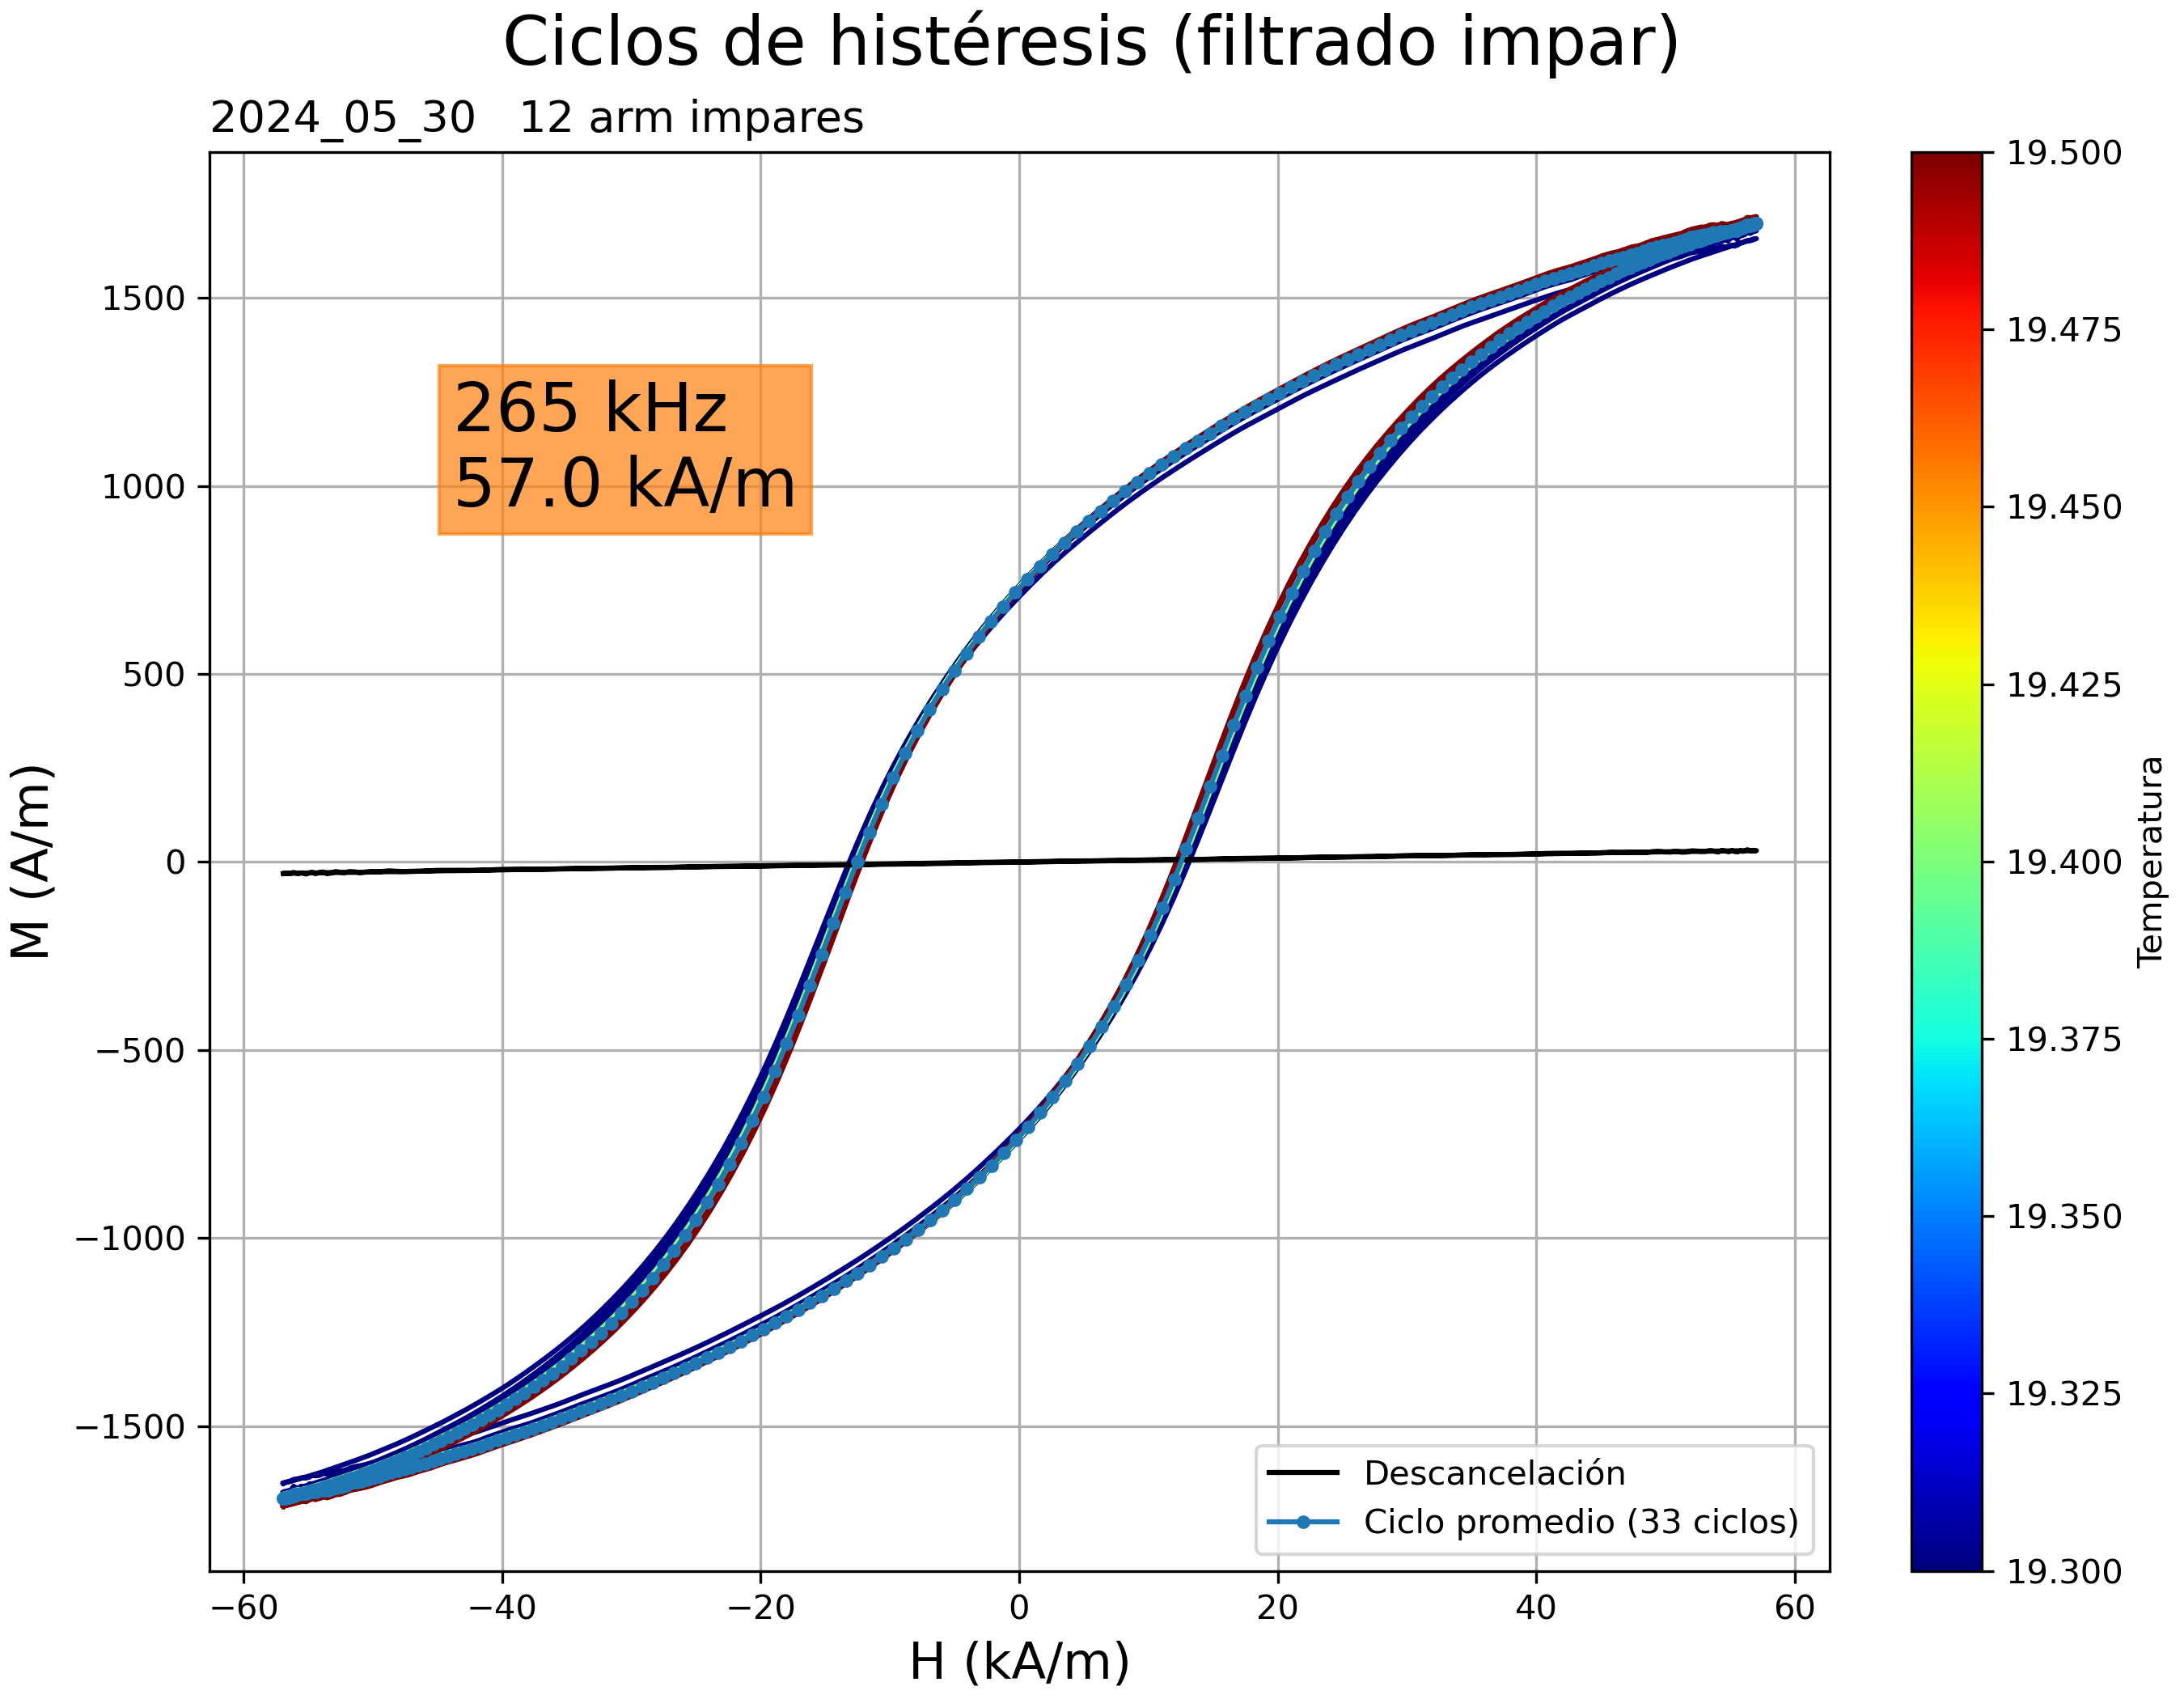 Ciclos de histéresis (filtrado impar)
2024_05_30   12 arm impares
265 kHz
57.0 kA/m
M (A/m)
1500
1000
500
0
−500
−1000
−1500
−60
−40
−20
0
20
40
60
H (kA/m)
Descancelación
Ciclo promedio (33 ciclos)
19.500
19.475
19.450
19.425
19.400
19.375
19.350
19.325
19.300
Temperatura